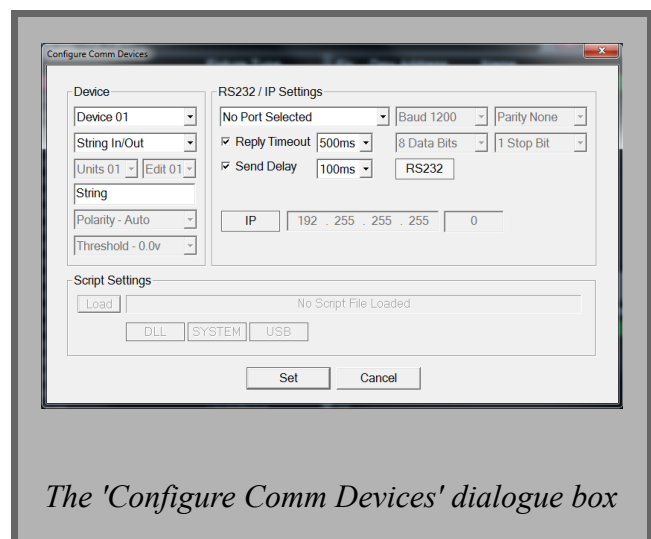 Configure Comm Devices
Device
Device 01
String In/Out
Units 01 Edit 01
String
Polarity - Auto
Threshold - 0.0v
RS232 / IP Settings
No Port Selected Baud 1200 Parity None
Reply Timeout 500ms 8 Data Bits 1 Stop Bit
Send Delay 100ms RS232
IP 192 . 255 . 255 . 255 0
Script Settings
Load No Script File Loaded
DLL SYSTEM USB
Set Cancel
The 'Configure Comm Devices' dialogue box